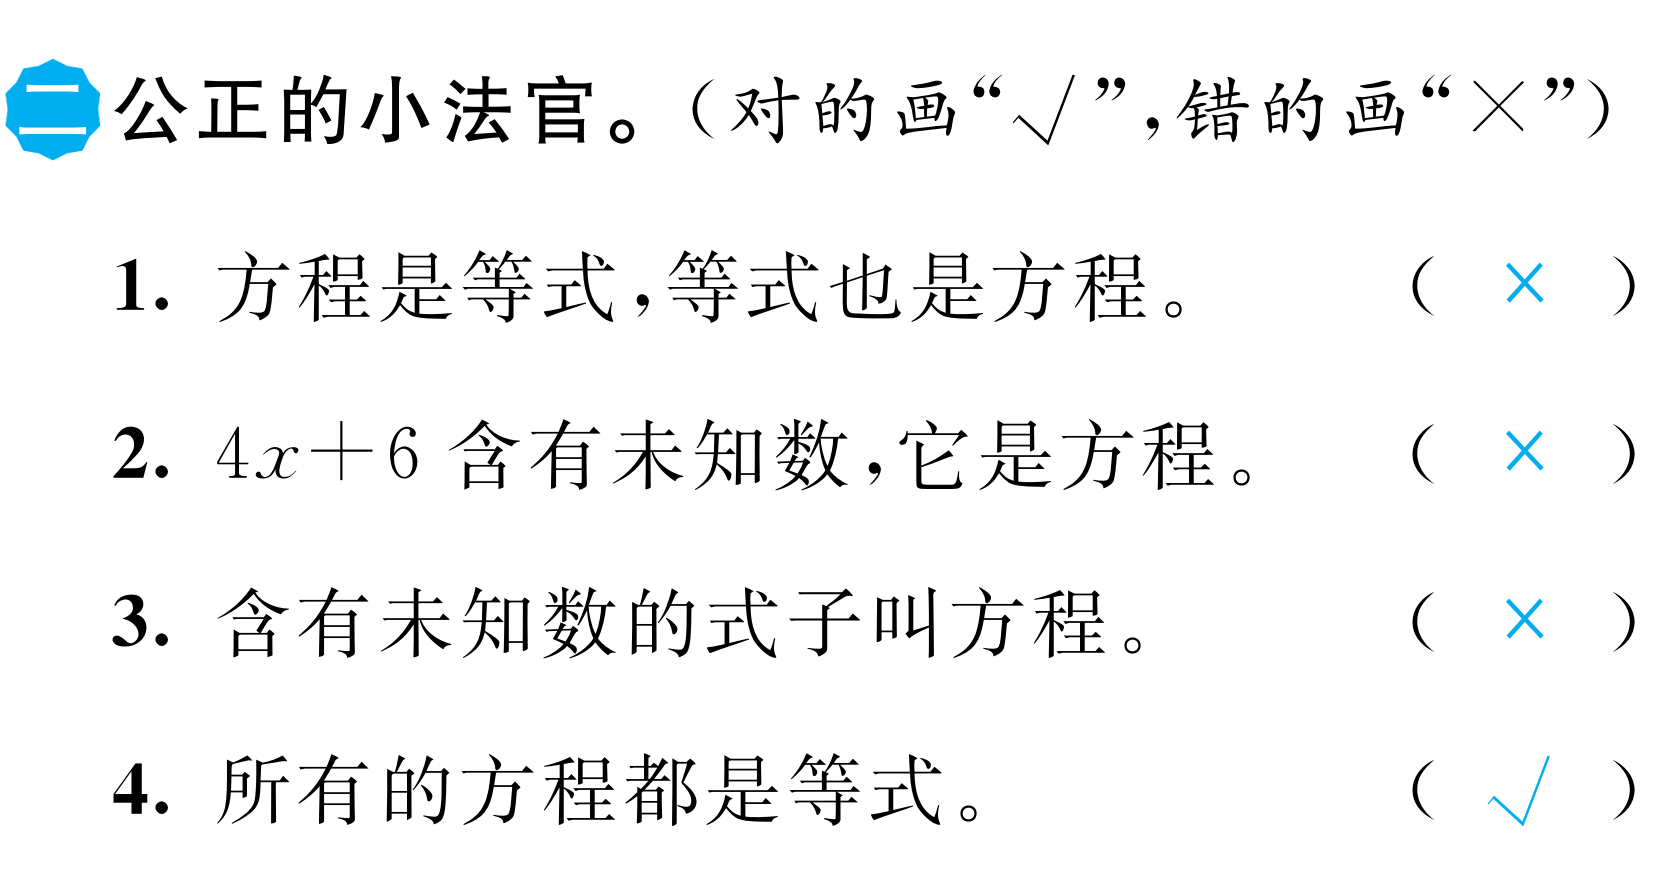 二 公正的小法官。(对的画“√”,错的画“×”)
1. 方程是等式,等式也是方程。 ( × )
2. 4x+6 含有未知数,它是方程。 ( × )
3. 含有未知数的式子叫方程。 ( × )
4. 所有的方程都是等式。 ( √ )